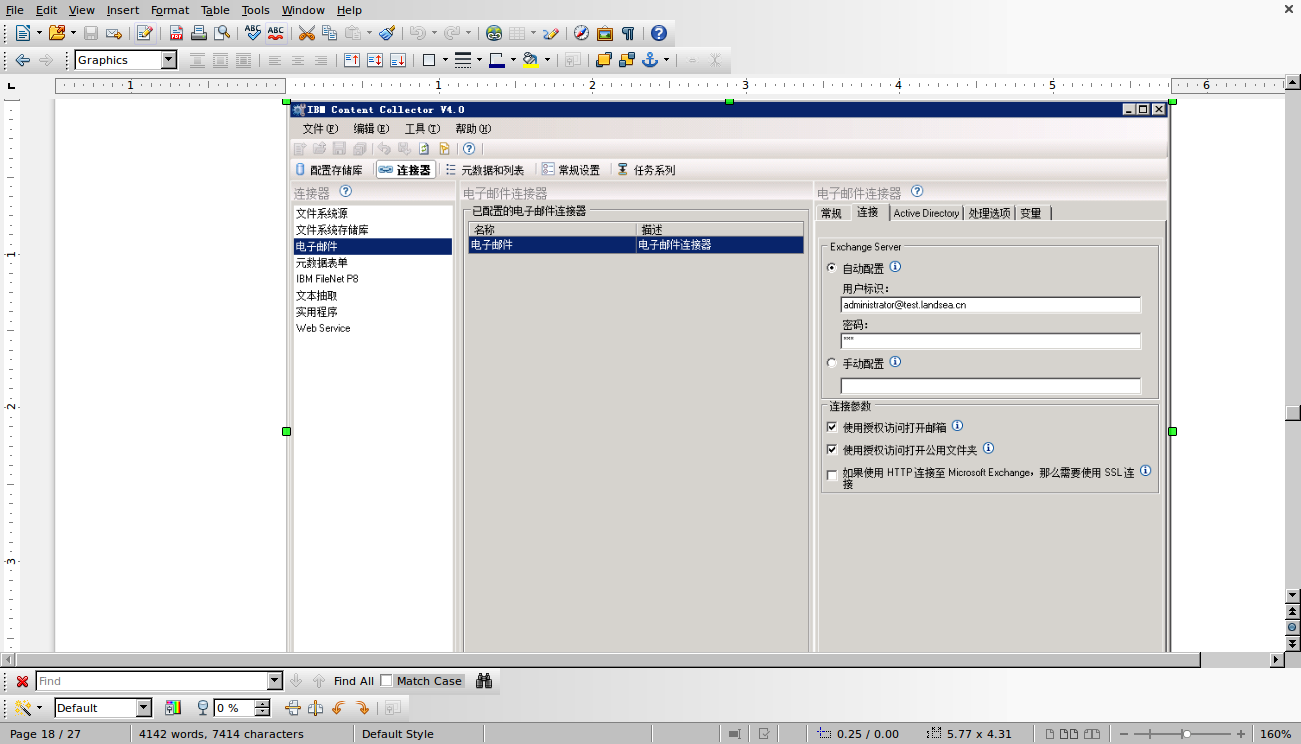 File Edit View Insert Format Table Tools Window Help
Graphics
1 1 2 3 4 5 6
IBM Content Collector V4.0
文件(F) 编辑(E) 工具(T) 帮助(H)
配置存储库 连接器 元数据和列表 常规设置 任务系列
连接器
文件系统源
文件系统存储库
电子邮件
元数据表单
IBM FileNet P8
文本抽取
实用程序
Web Service
电子邮件连接器
已配置的电子邮件连接器
名称 描述
电子邮件 电子邮件连接器
电子邮件连接器
常规 连接 Active Directory 处理选项 变量
Exchange Server
自动配置
用户标识：
administrator@test.landsea.cn
密码：
***
手动配置
连接参数
使用授权访问打开邮箱
使用授权访问打开公用文件夹
如果使用 HTTP 连接至 Microsoft Exchange，那么需要使用 SSL 连
接
1
2
3
Find Find All Match Case
Default 0 %
Page 18 / 27 4142 words, 7414 characters Default Style 0.25 / 0.00 5.77 x 4.31 160%